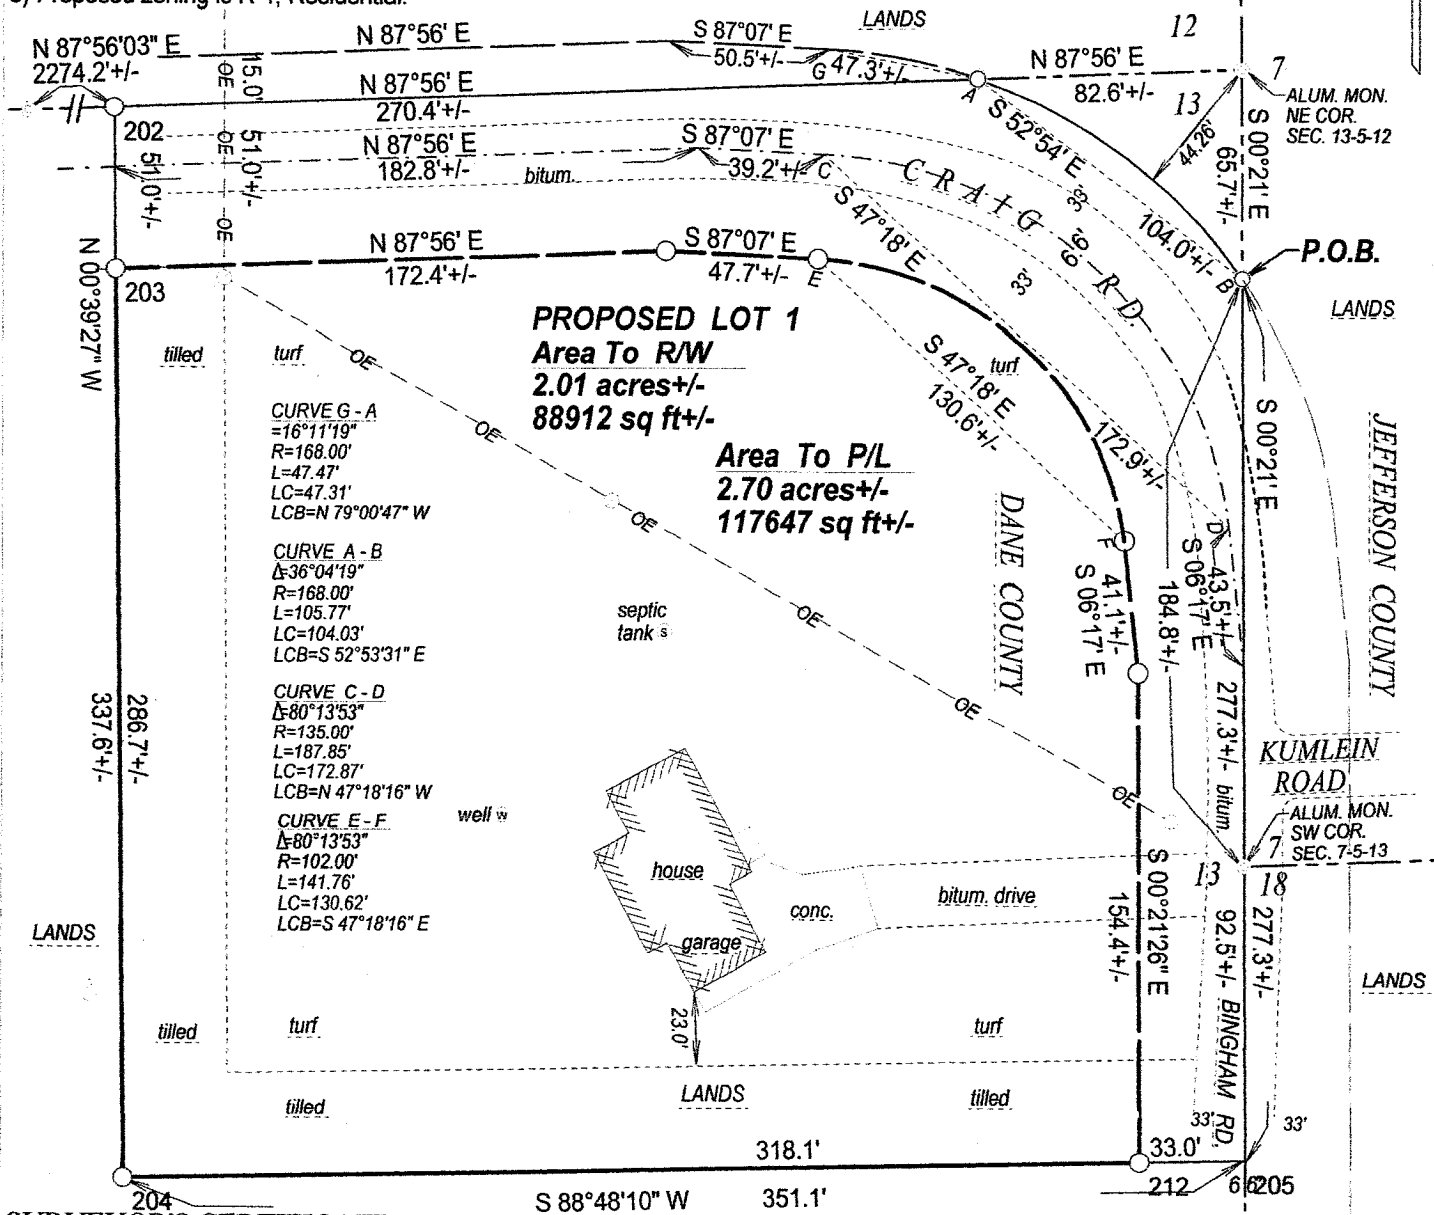 LANDS
12
N 87°56'03" E
2274.2'+/-
N 87°56' E
S 87°07' E
50.5'+/-
G
47.3'+/-
N 87°56' E
82.6'+/-
7
13
ALUM. MON.
NE COR.
SEC. 13-5-12
OE
15.0'
N 87°56' E
270.4'+/-
A
S 52°54' E
104.0'+/-
B
44.26'
S 00°21' E
65.7'+/-
202
OE
51.0'+/-
51.0'+/-
N 87°56' E
182.8'+/-
bitum.
S 87°07' E
39.2'+/-
C
CRAIG RD.
33'
66'
33'
S 47°18' E
172.9'+/-
P.O.B.
LANDS
OE
N 87°56' E
172.4'+/-
S 87°07' E
47.7'+/-
E
203
N 00°39'27" W
PROPOSED LOT 1
Area To R/W
2.01 acres+/-
88912 sq ft+/-
Area To P/L
2.70 acres+/-
117647 sq ft+/-
tilled
turf
OE
OE
OE
OE
OE
OE
turf
S 47°18' E
130.6'+/-
S 00°21' E
JEFFERSON COUNTY
DANE COUNTY
CURVE G - A
=16°11'19"
R=168.00'
L=47.47'
LC=47.31'
LCB=N 79°00'47" W
CURVE A - B
Δ=36°04'19"
R=168.00'
L=105.77'
LC=104.03'
LCB=S 52°53'31" E
CURVE C - D
Δ=80°13'53"
R=135.00'
L=187.85'
LC=172.87'
LCB=N 47°18'16" W
CURVE E - F
Δ=80°13'53"
R=102.00'
L=141.76'
LC=130.62'
LCB=S 47°18'16" E
F
41.1'+/-
S 06°17' E
D
43.5'+/-
S 06°17' E
184.8'+/-
septic
tank S
286.7'+/-
337.6'+/-
277.3'+/-
bitum.
KUMLEIN
ROAD
ALUM. MON.
SW COR.
SEC. 7-5-13
7
13
18
well W
house
garage
conc.
bitum. drive
S 00°21'26" E
154.4'+/-
92.5'+/-
277.3'+/-
BINGHAM RD.
LANDS
LANDS
23.0'
tilled
turf
turf
LANDS
tilled
tilled
33'
33'
318.1'
33.0'
204
S 88°48'10" W
351.1'
212
66'
205